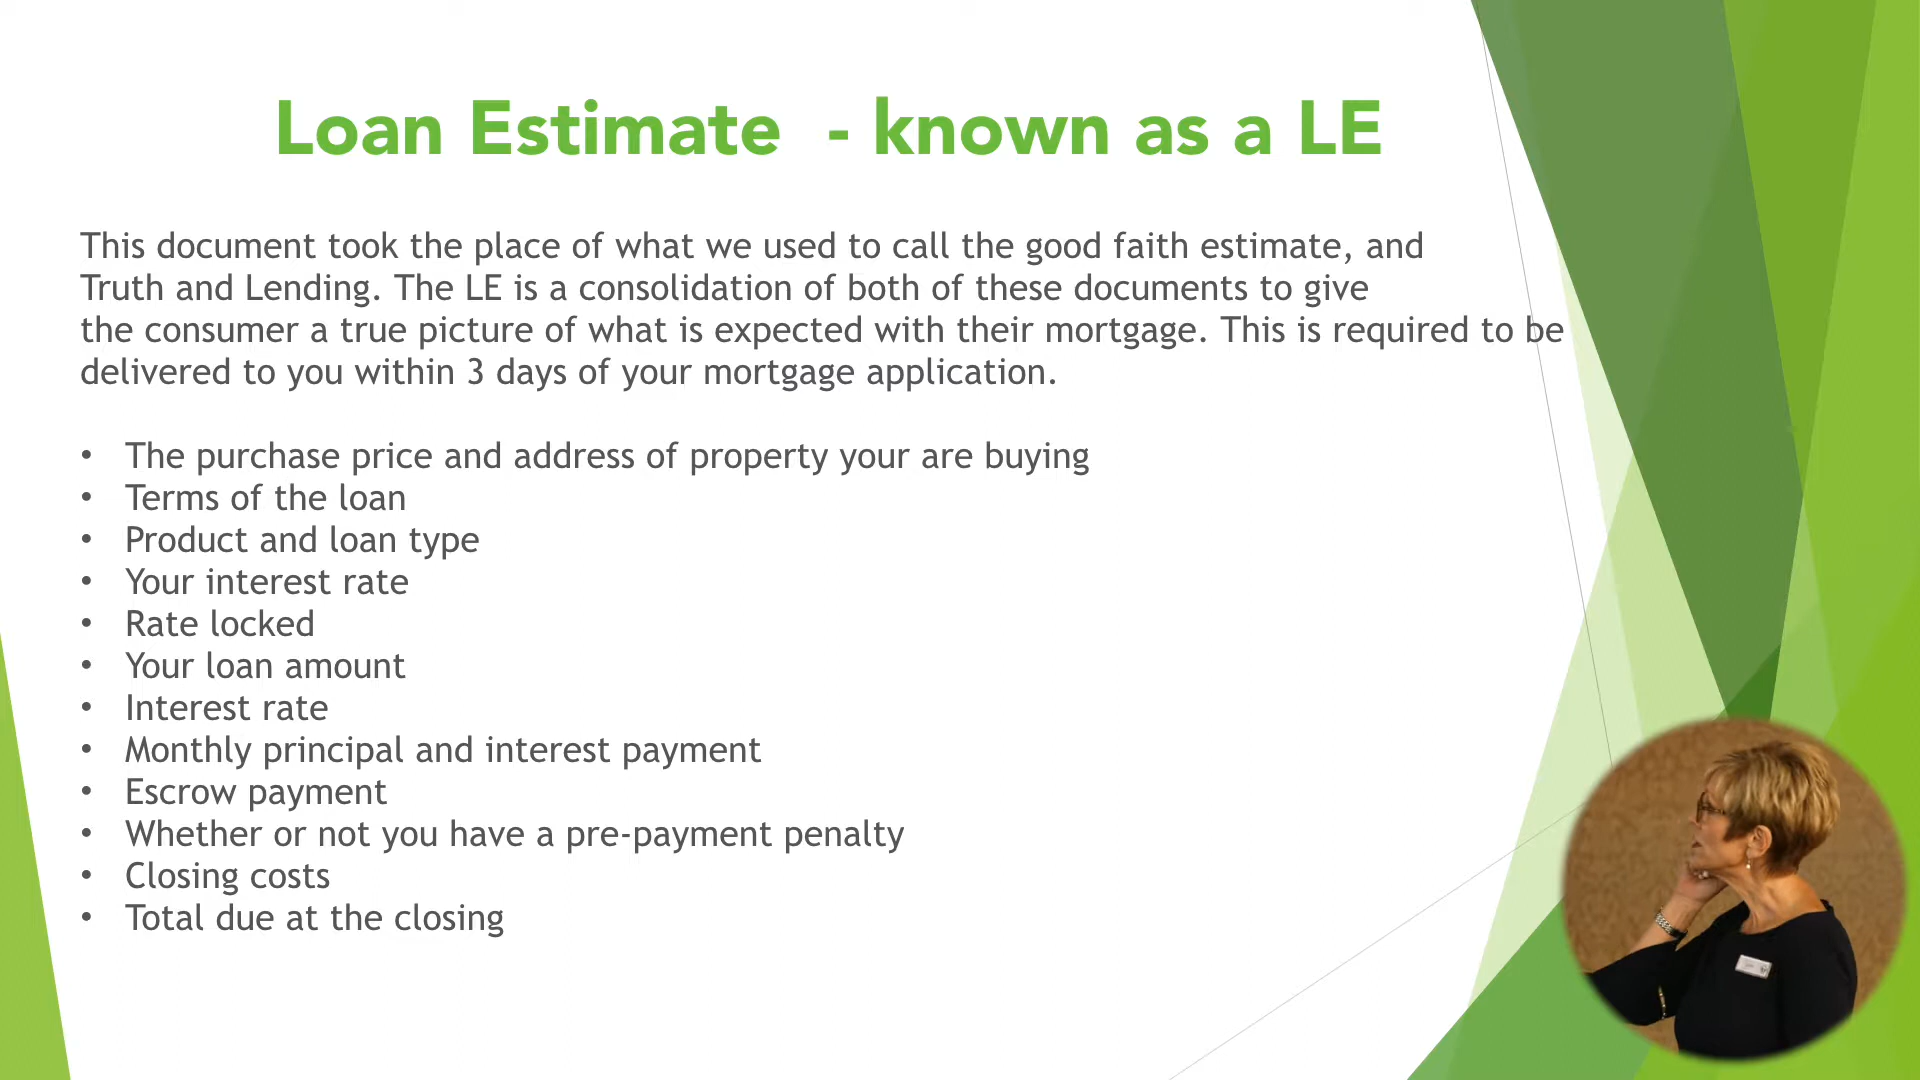 Loan Estimate  - known as a LE
This document took the place of what we used to call the good faith estimate, and
Truth and Lending. The LE is a consolidation of both of these documents to give
the consumer a true picture of what is expected with their mortgage. This is required to be
delivered to you within 3 days of your mortgage application.
• The purchase price and address of property your are buying
• Terms of the loan
• Product and loan type
• Your interest rate
• Rate locked
• Your loan amount
• Interest rate
• Monthly principal and interest payment
• Escrow payment
• Whether or not you have a pre-payment penalty
• Closing costs
• Total due at the closing